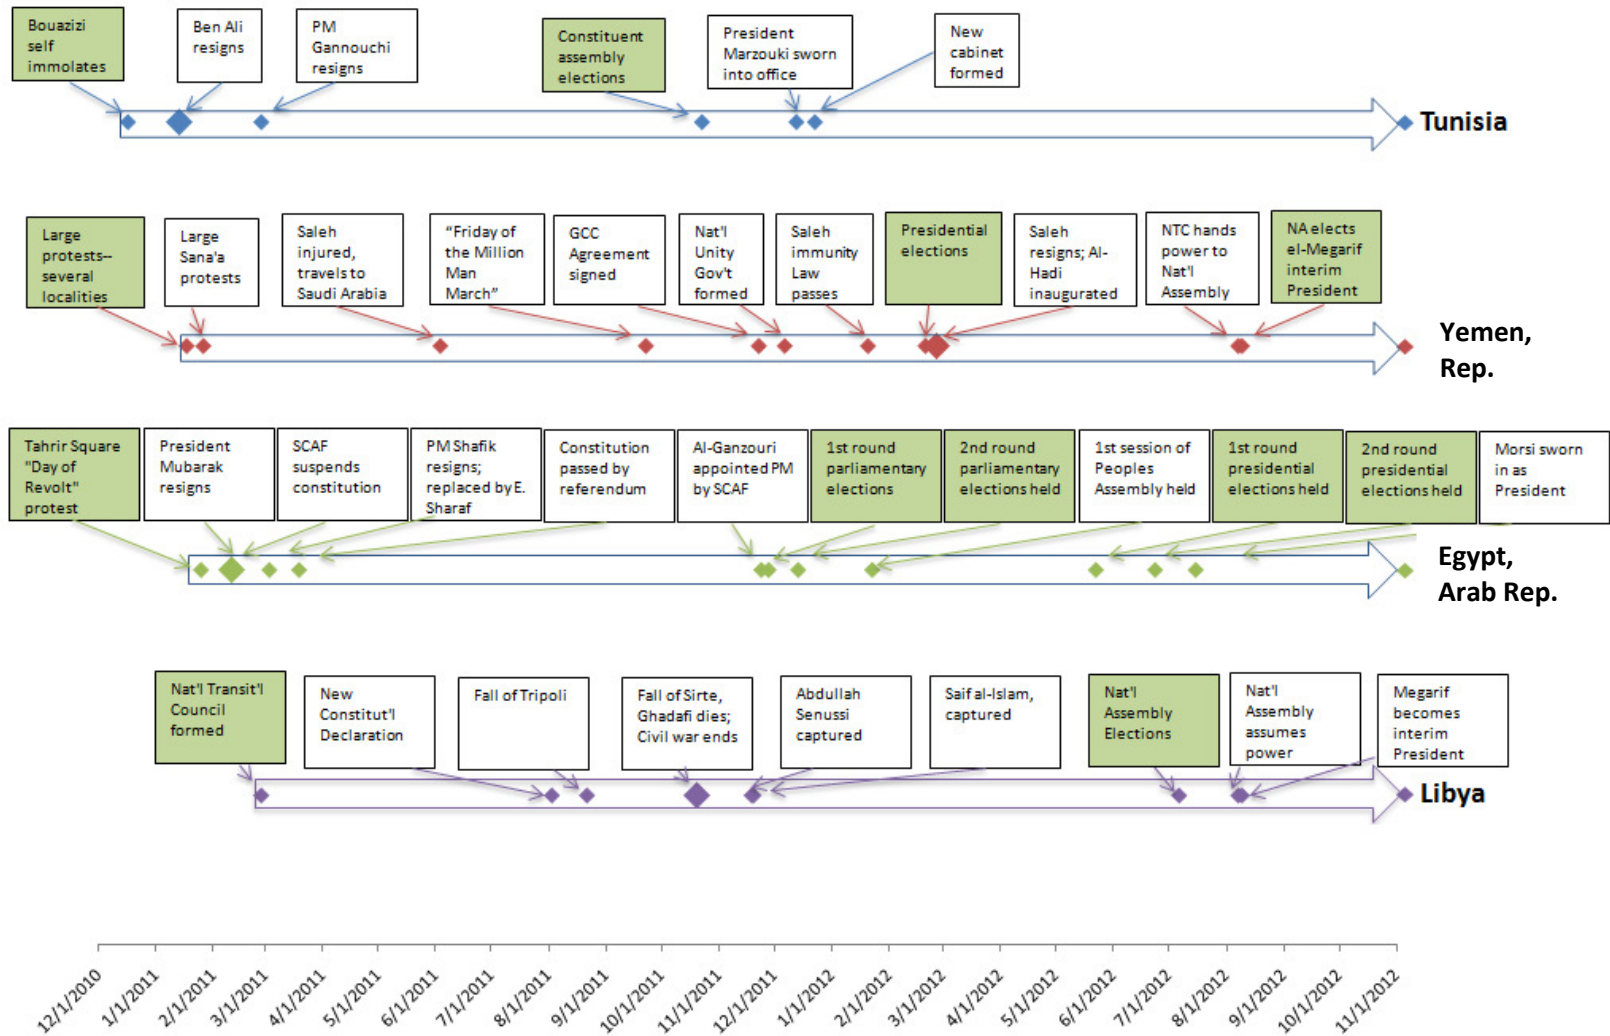 Bouazizi
self
immolates
Ben Ali
resigns
PM
Gannouchi
resigns
Constituent
assembly
elections
President
Marzouki sworn
into office
New
cabinet
formed
Tunisia
Large
protests--
several
localities
Large
Sana'a
protests
Saleh
injured,
travels to
Saudi Arabia
"Friday of
the Million
Man
March"
GCC
Agreement
signed
Nat'l
Unity
Gov't
formed
Saleh
immunity
Law
passes
Presidential
elections
Saleh
resigns; Al-
Hadi
inaugurated
NTC hands
power to
Nat'l
Assembly
NA elects
el-Megarif
interim
President
Yemen,
Rep.
Tahrir Square
"Day of
Revolt"
protest
President
Mubarak
resigns
SCAF
suspends
constitution
PM Shafik
resigns;
replaced by E.
Sharaf
Constitution
passed by
referendum
Al-Ganzouri
appointed PM
by SCAF
1st round
parliamentary
elections
2nd round
parliamentary
elections held
1st session of
Peoples
Assembly held
1st round
presidential
elections held
2nd round
presidential
elections held
Morsi sworn
in as
President
Egypt,
Arab Rep.
Nat'l Transit'l
Council
formed
New
Constitut'l
Declaration
Fall of Tripoli
Fall of Sirte,
Ghadafi dies;
Civil war ends
Abdullah
Senussi
captured
Saif al-Islam,
captured
Nat'l
Assembly
Elections
Nat'l
Assembly
assumes
power
Megarif
becomes
interim
President
Libya
12/1/2010
1/1/2011
2/1/2011
3/1/2011
4/1/2011
5/1/2011
6/1/2011
7/1/2011
8/1/2011
9/1/2011
10/1/2011
11/1/2011
12/1/2011
1/1/2012
2/1/2012
3/1/2012
4/1/2012
5/1/2012
6/1/2012
7/1/2012
8/1/2012
9/1/2012
10/1/2012
11/1/2012